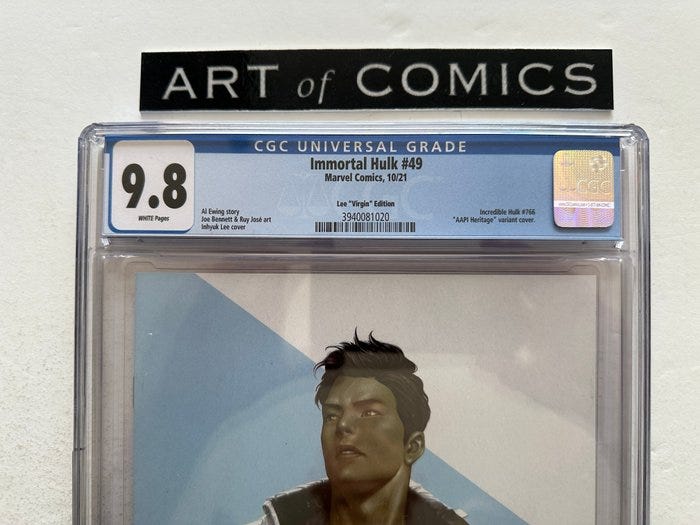 ART of COMICS
CGC UNIVERSAL GRADE
9.8
WHITE Pages
Immortal Hulk #49
Marvel Comics, 10/21
Lee "Virgin" Edition
Al Ewing story
Joe Bennett & Ruy José art
Inhyuk Lee cover
3940081020
Incredible Hulk #766
"AAPI Heritage" variant cover.
CGC